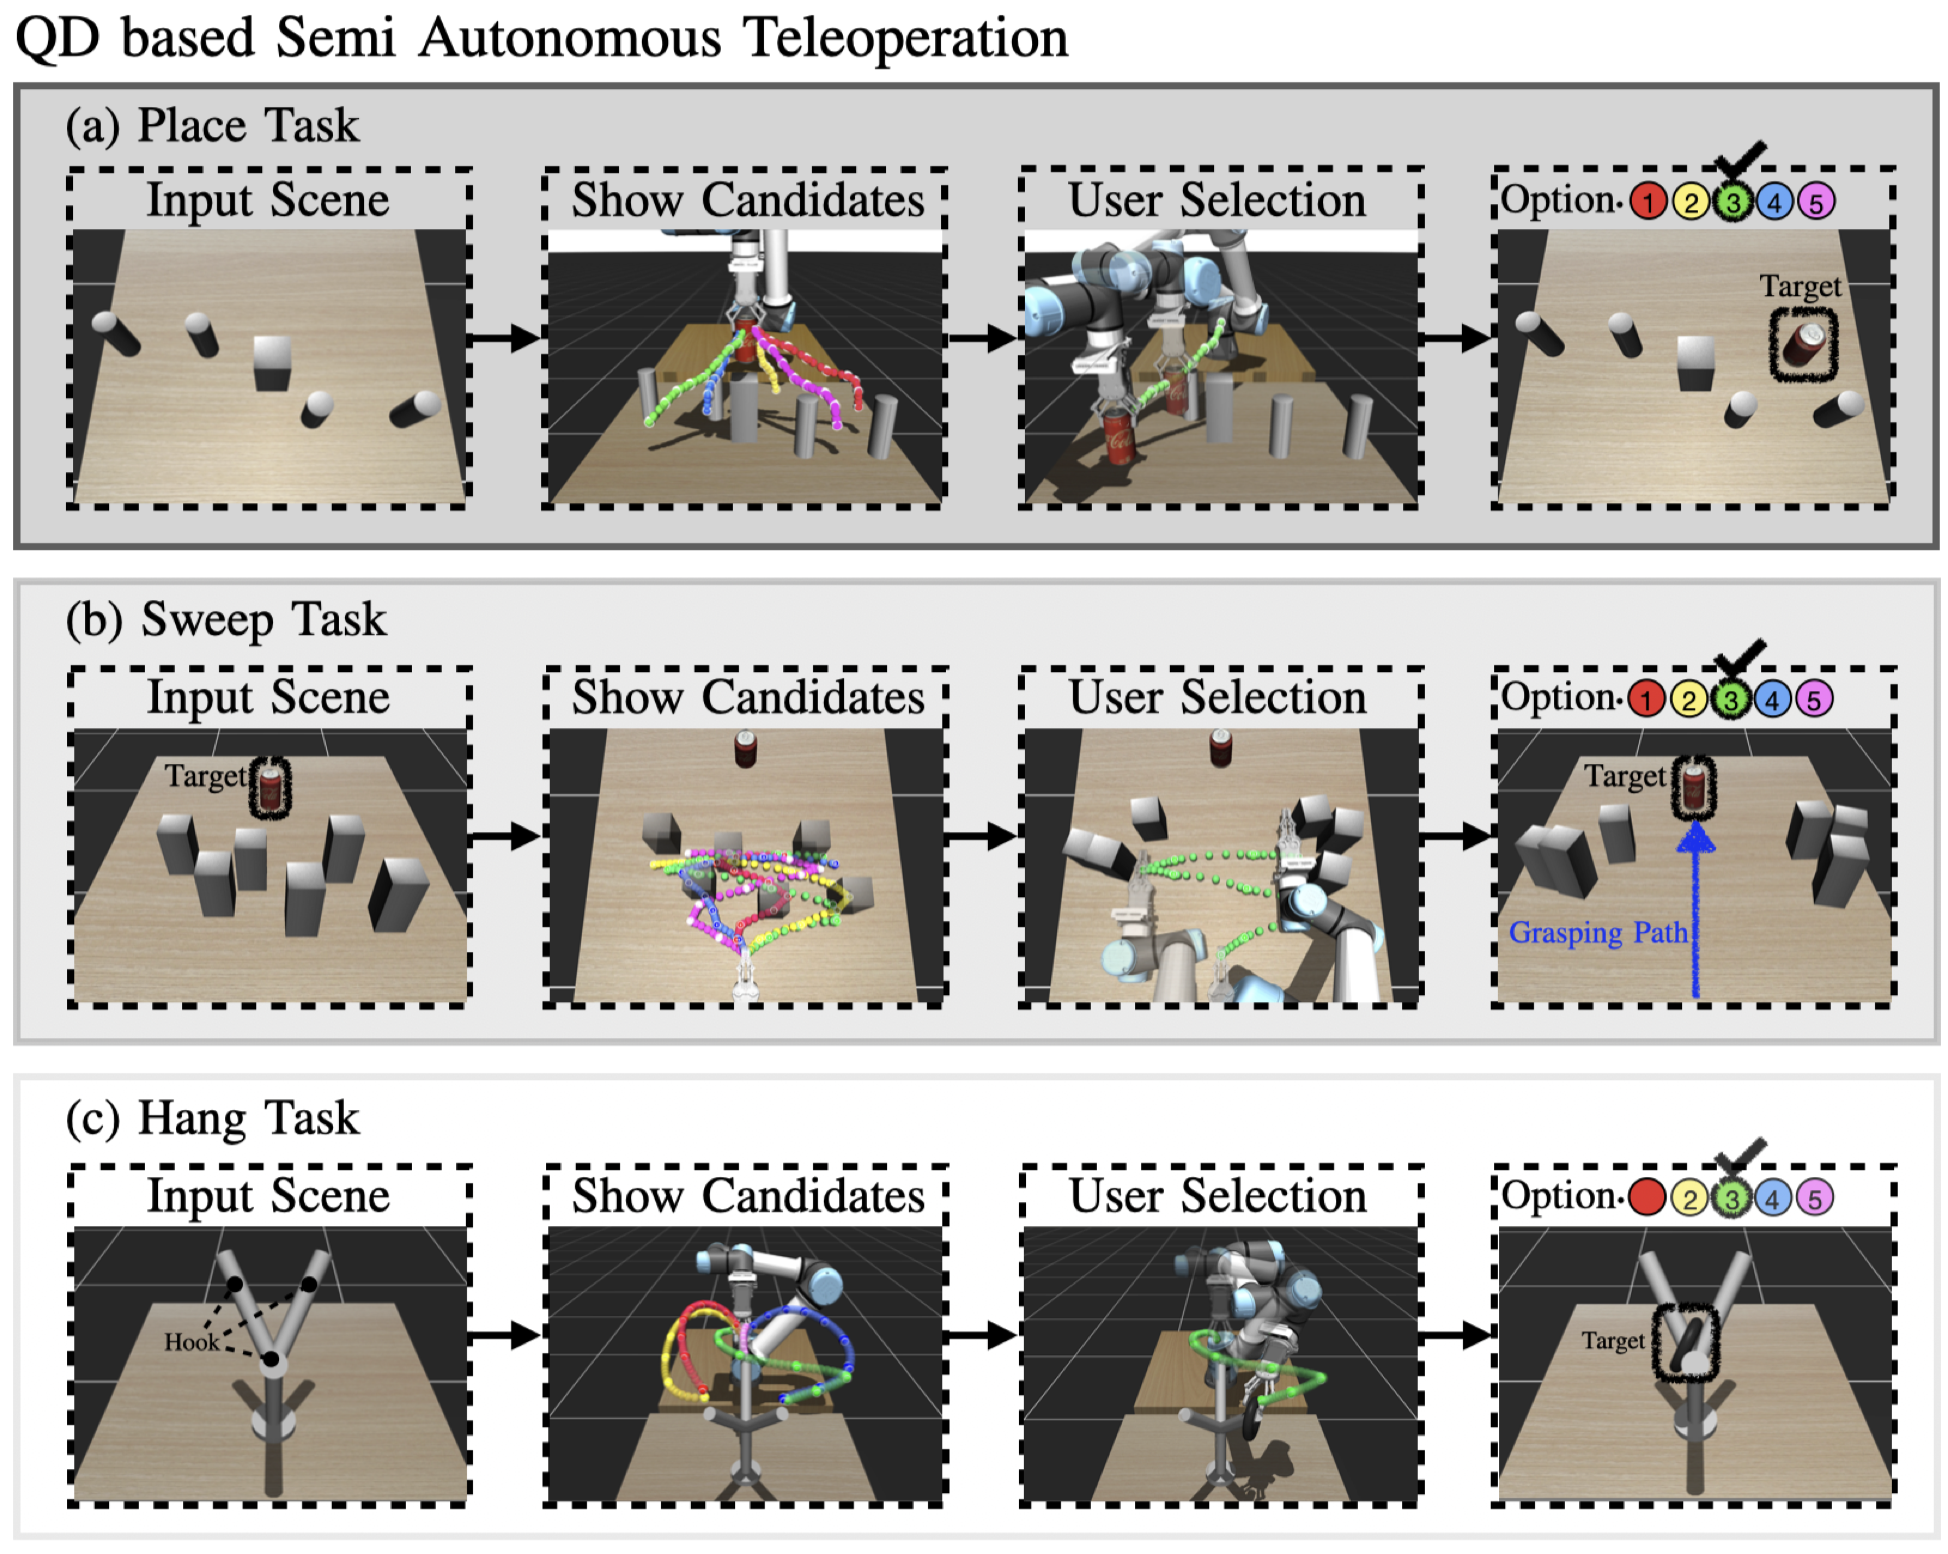 QD based Semi Autonomous Teleoperation
(a) Place Task
Input Scene
Show Candidates
User Selection
Option. 1 2 3 4 5
Target
(b) Sweep Task
Input Scene
Target
Show Candidates
User Selection
Option. 1 2 3 4 5
Target
Grasping Path
(c) Hang Task
Input Scene
Hook
Show Candidates
User Selection
Option. 2 3 4 5
Target